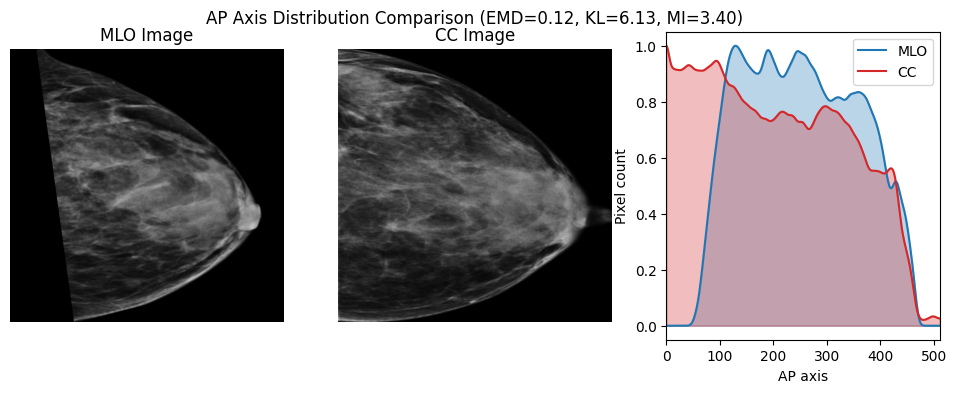 AP Axis Distribution Comparison (EMD=0.12, KL=6.13, MI=3.40)
MLO Image
CC Image
MLO
CC
Pixel count
1.0
0.8
0.6
0.4
0.2
0.0
0 100 200 300 400 500
AP axis